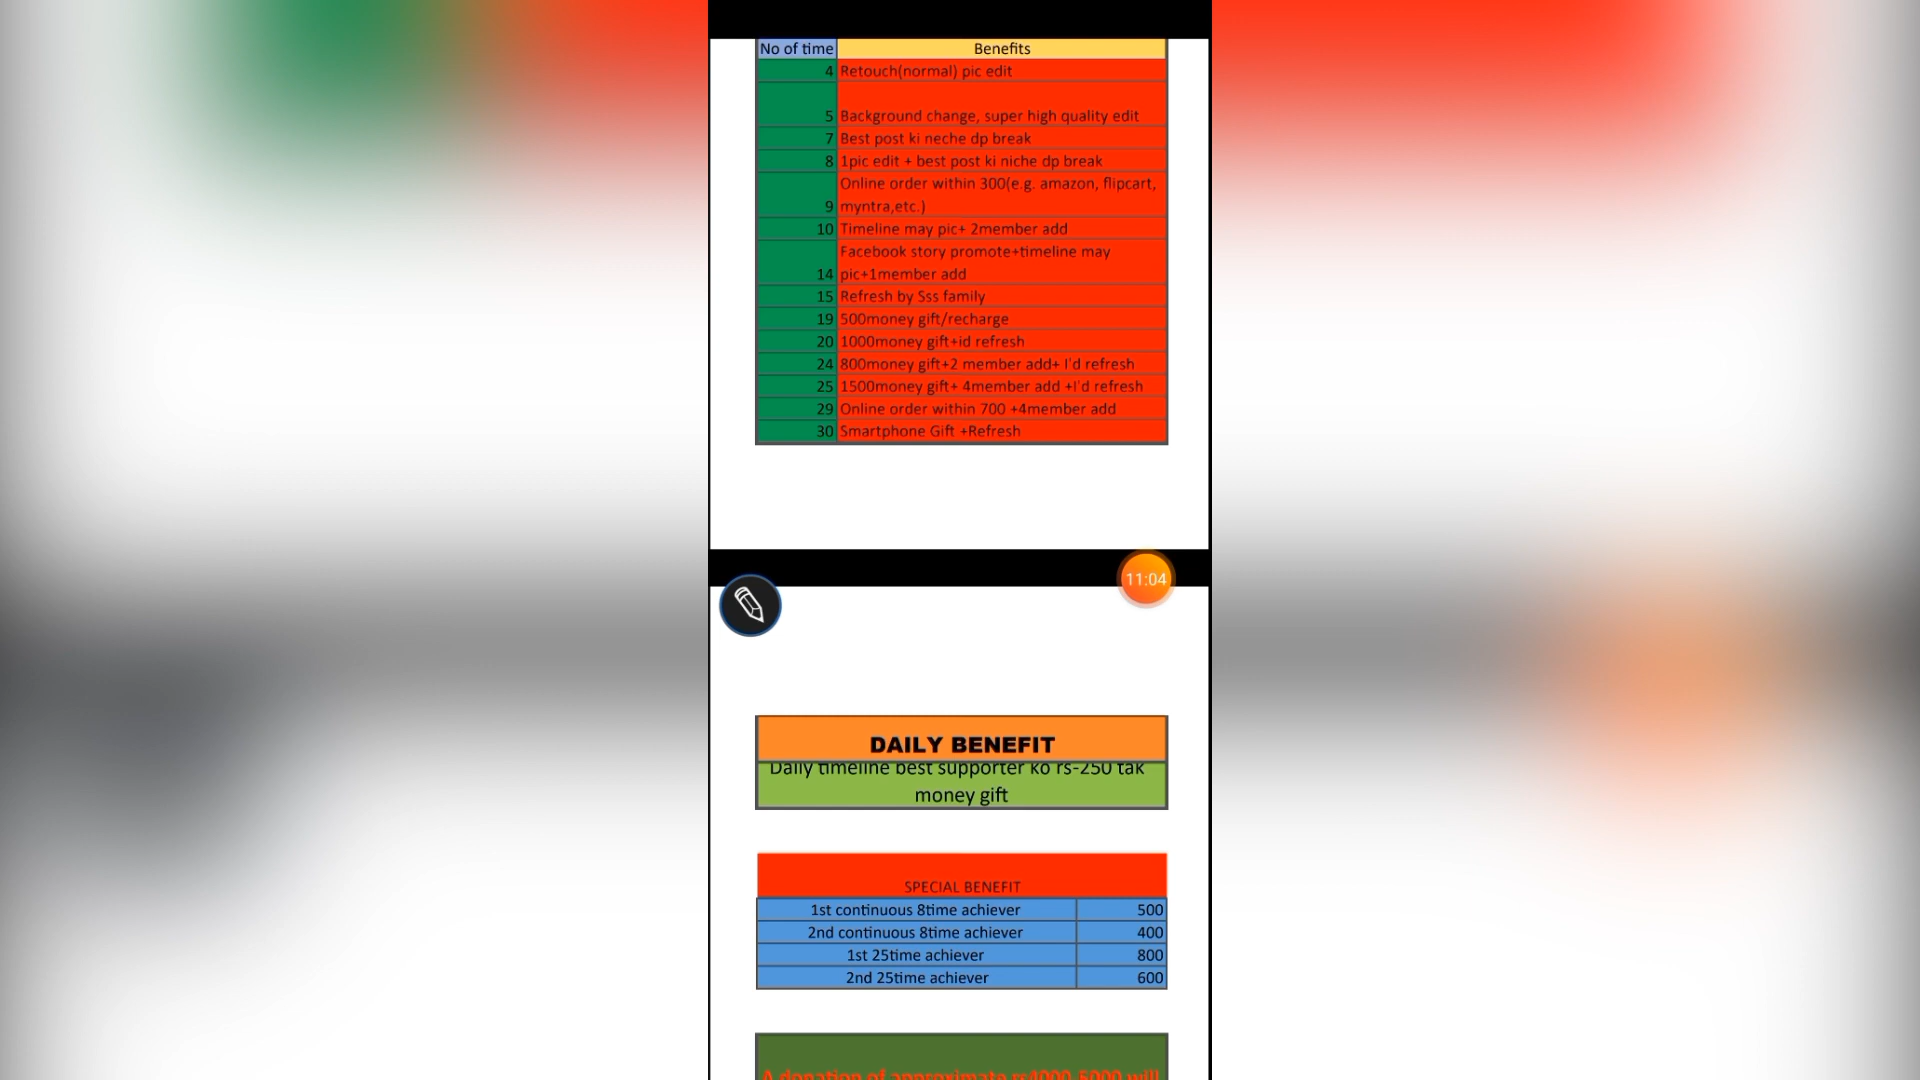 No of time Benefits
4 Retouch(normal) pic edit
5 Background change, super high quality edit
7 Best post ki neche dp break
8 1pic edit + best post ki niche dp break
Online order within 300(e.g. amazon, flipcart,
9 myntra,etc.)
10 Timeline may pic+ 2member add
Facebook story promote+timeline may
14 pic+1member add
15 Refresh by Sss family
19 500money gift/recharge
20 1000money gift+id refresh
24 800money gift+2 member add+ I'd refresh
25 1500money gift+ 4member add +I'd refresh
29 Online order within 700 +4member add
30 Smartphone Gift +Refresh
11:04
DAILY BENEFIT
Daily timeline best supporter ko rs-250 tak
money gift
SPECIAL BENEFIT
1st continuous 8time achiever 500
2nd continuous 8time achiever 400
1st 25time achiever 800
2nd 25time achiever 600
A donation of approximate rs4000-5000 will